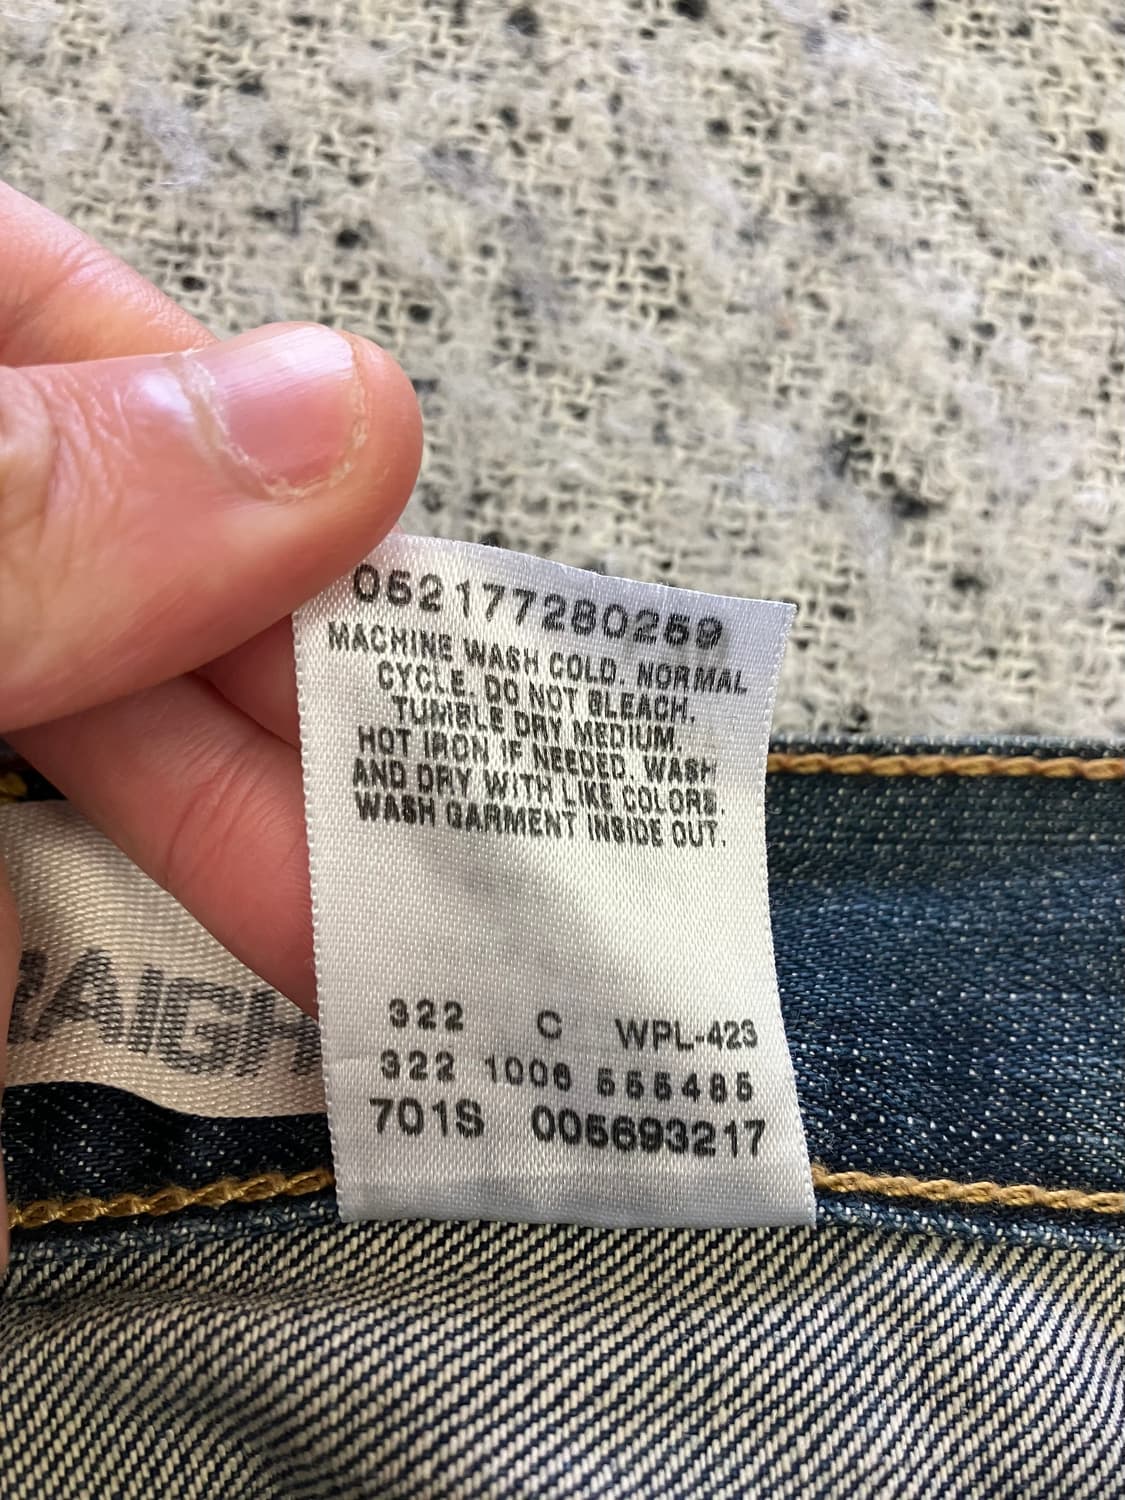 052177280259
MACHINE WASH COLD. NORMAL
CYCLE. DO NOT BLEACH.
TUMBLE DRY MEDIUM.
HOT IRON IF NEEDED. WASH
AND DRY WITH LIKE COLORS.
WASH GARMENT INSIDE OUT.
RAIGH
322 C WPL-423
322 1006 555485
701S 005693217